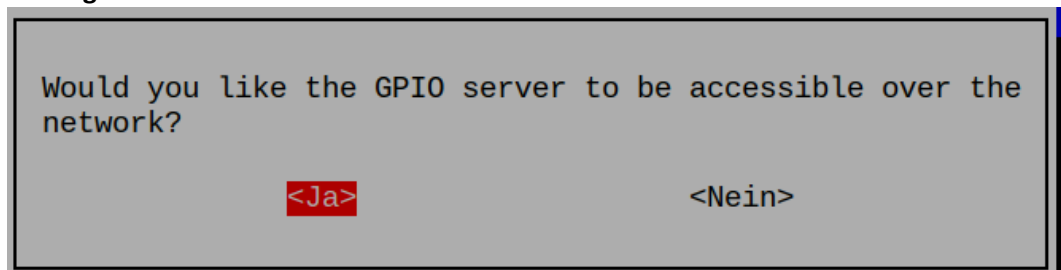 Would you like the GPIO server to be accessible over the
network?
<Ja> <Nein>